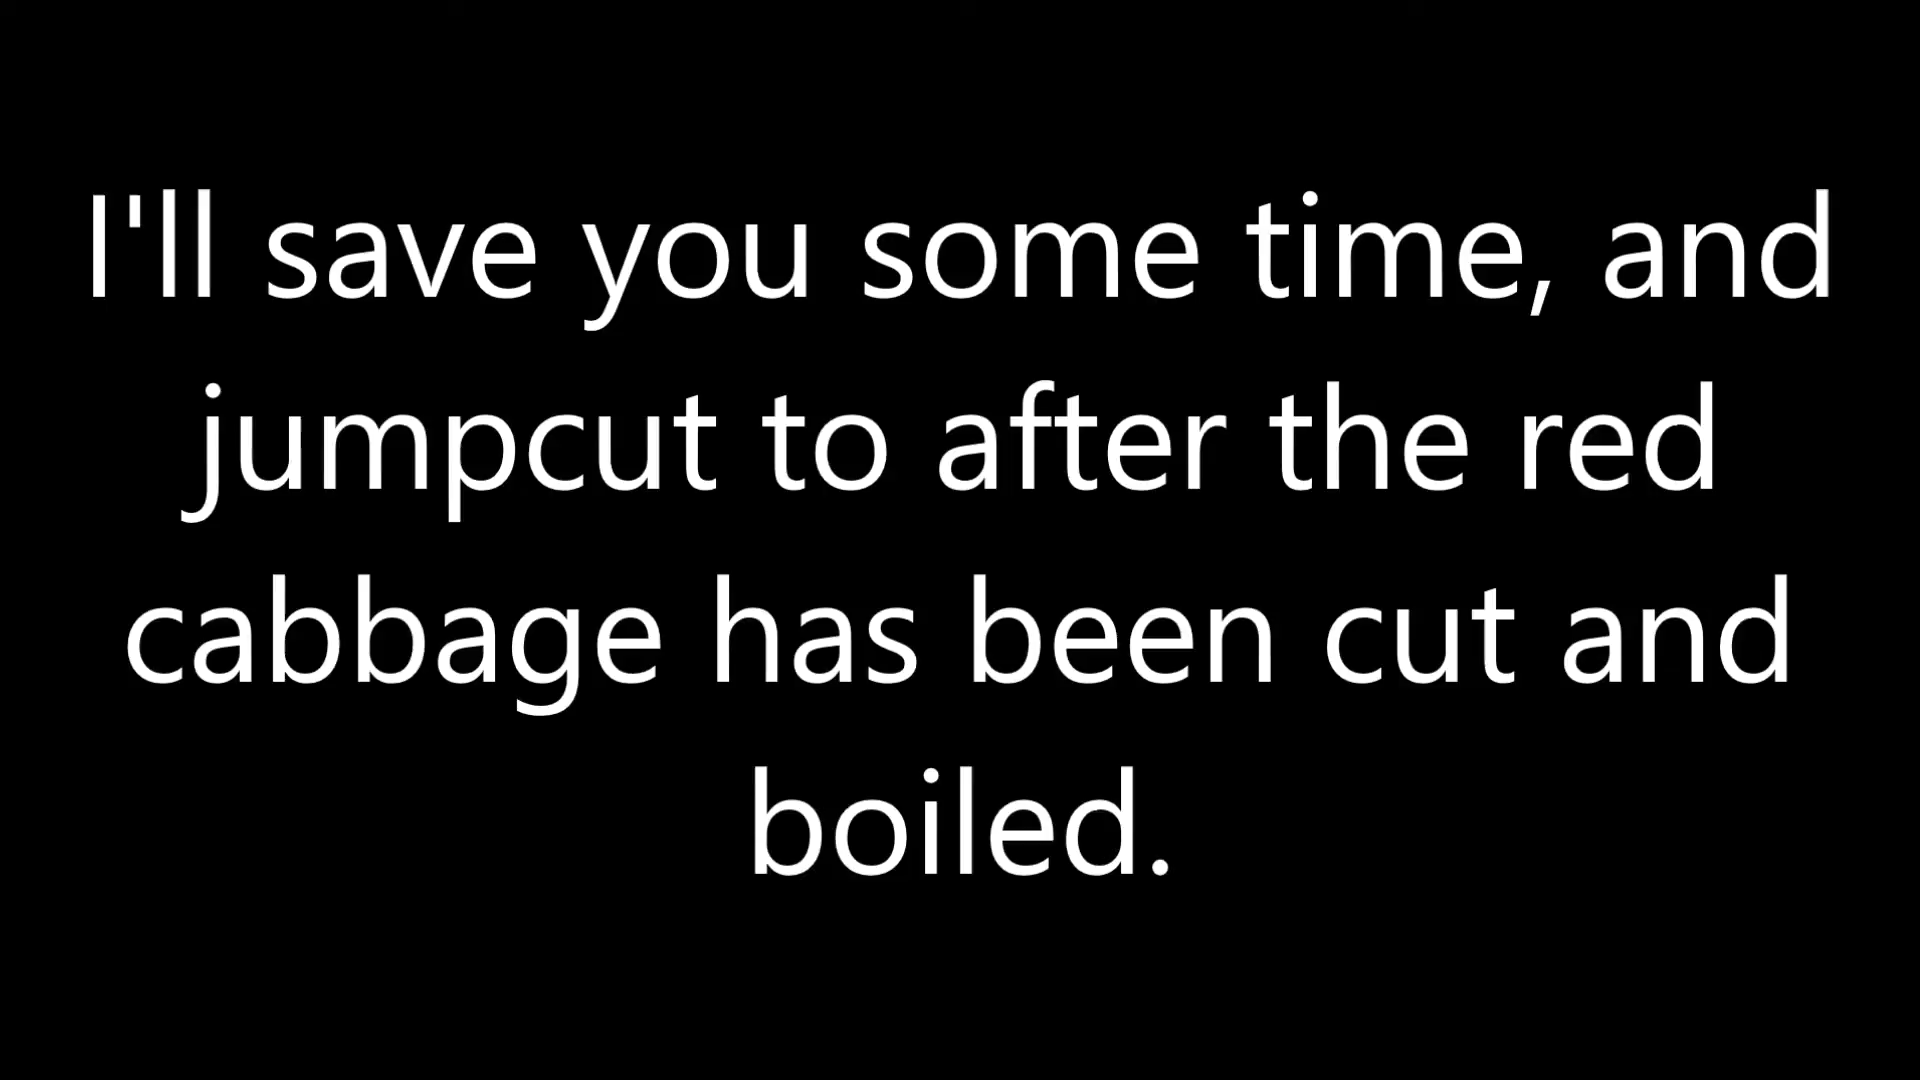 I'll save you some time, and
jumpcut to after the red
cabbage has been cut and
boiled.